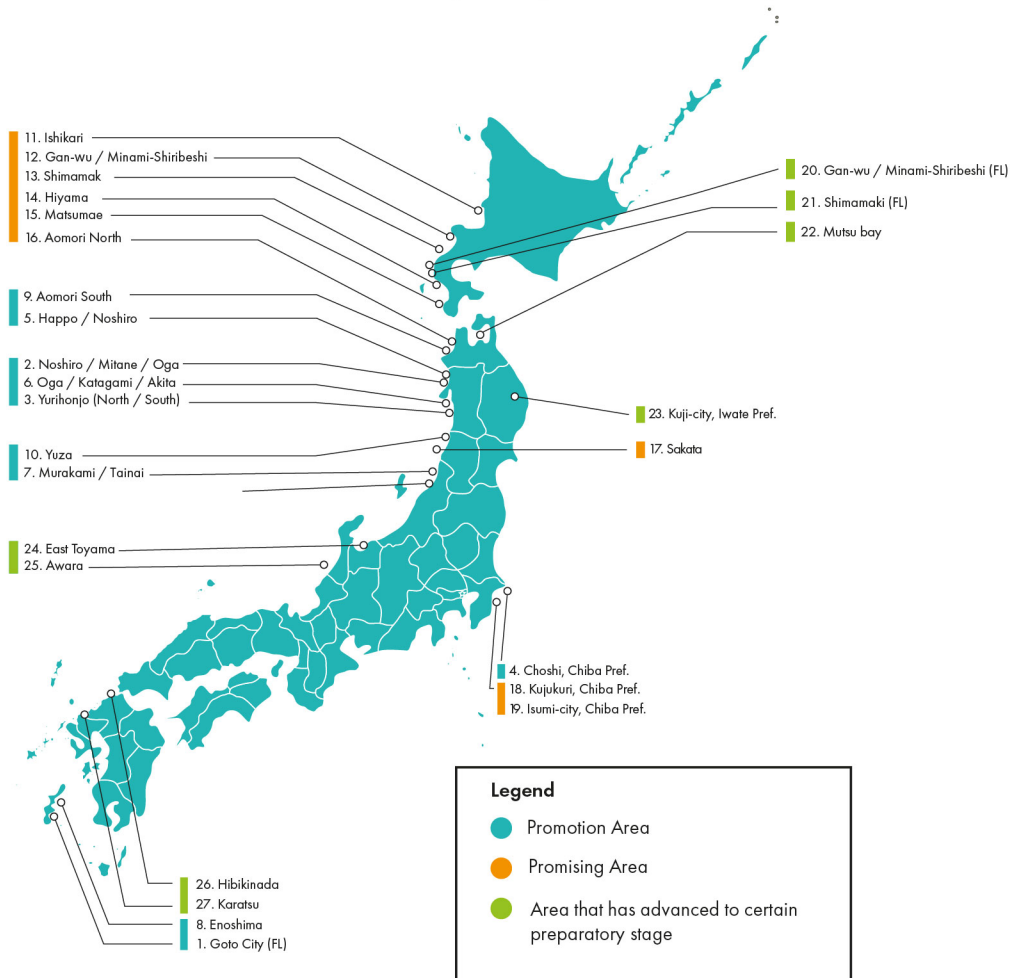 11. Ishikari
12. Gan-wu / Minami-Shiribeshi
13. Shimamak
14. Hiyama
15. Matsumae
16. Aomori North
20. Gan-wu / Minami-Shiribeshi (FL)
21. Shimamaki (FL)
22. Mutsu bay
9. Aomori South
5. Happo / Noshiro
2. Noshiro / Mitane / Oga
6. Oga / Katagami / Akita
3. Yurihonjo (North / South)
23. Kuji-city, Iwate Pref.
17. Sakata
10. Yuza
7. Murakami / Tainai
24. East Toyama
25. Awara
4. Choshi, Chiba Pref.
18. Kujukuri, Chiba Pref.
19. Isumi-city, Chiba Pref.
26. Hibikinada
27. Karatsu
8. Enoshima
1. Goto City (FL)
Legend
Promotion Area
Promising Area
Area that has advanced to certain
preparatory stage